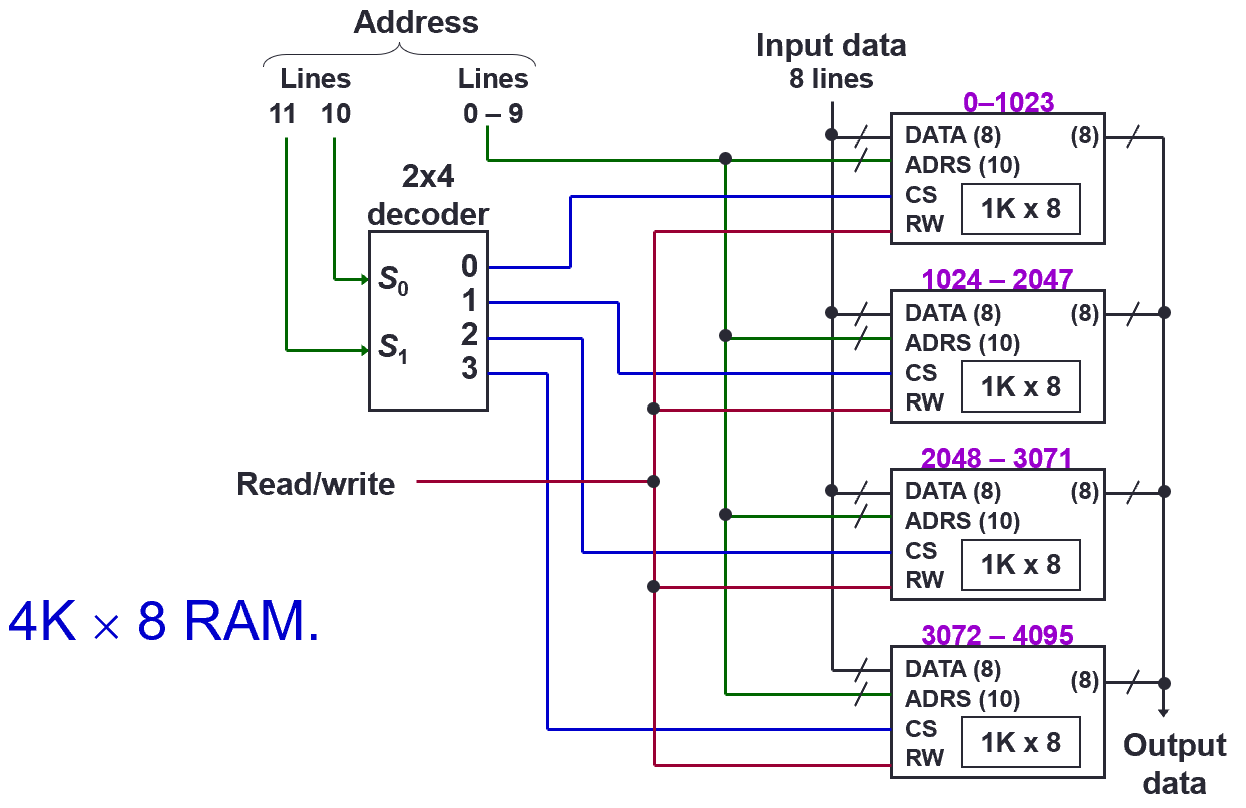 Address
Lines
11 10
Lines
0 – 9
Input data
8 lines
2x4
decoder
S0
S1
0
1
2
3
Read/write
4K × 8 RAM.
0–1023
DATA (8) (8)
ADRS (10)
CS
RW
1K x 8
1024 – 2047
DATA (8) (8)
ADRS (10)
CS
RW
1K x 8
2048 – 3071
DATA (8) (8)
ADRS (10)
CS
RW
1K x 8
3072 – 4095
DATA (8) (8)
ADRS (10)
CS
RW
1K x 8
Output
data